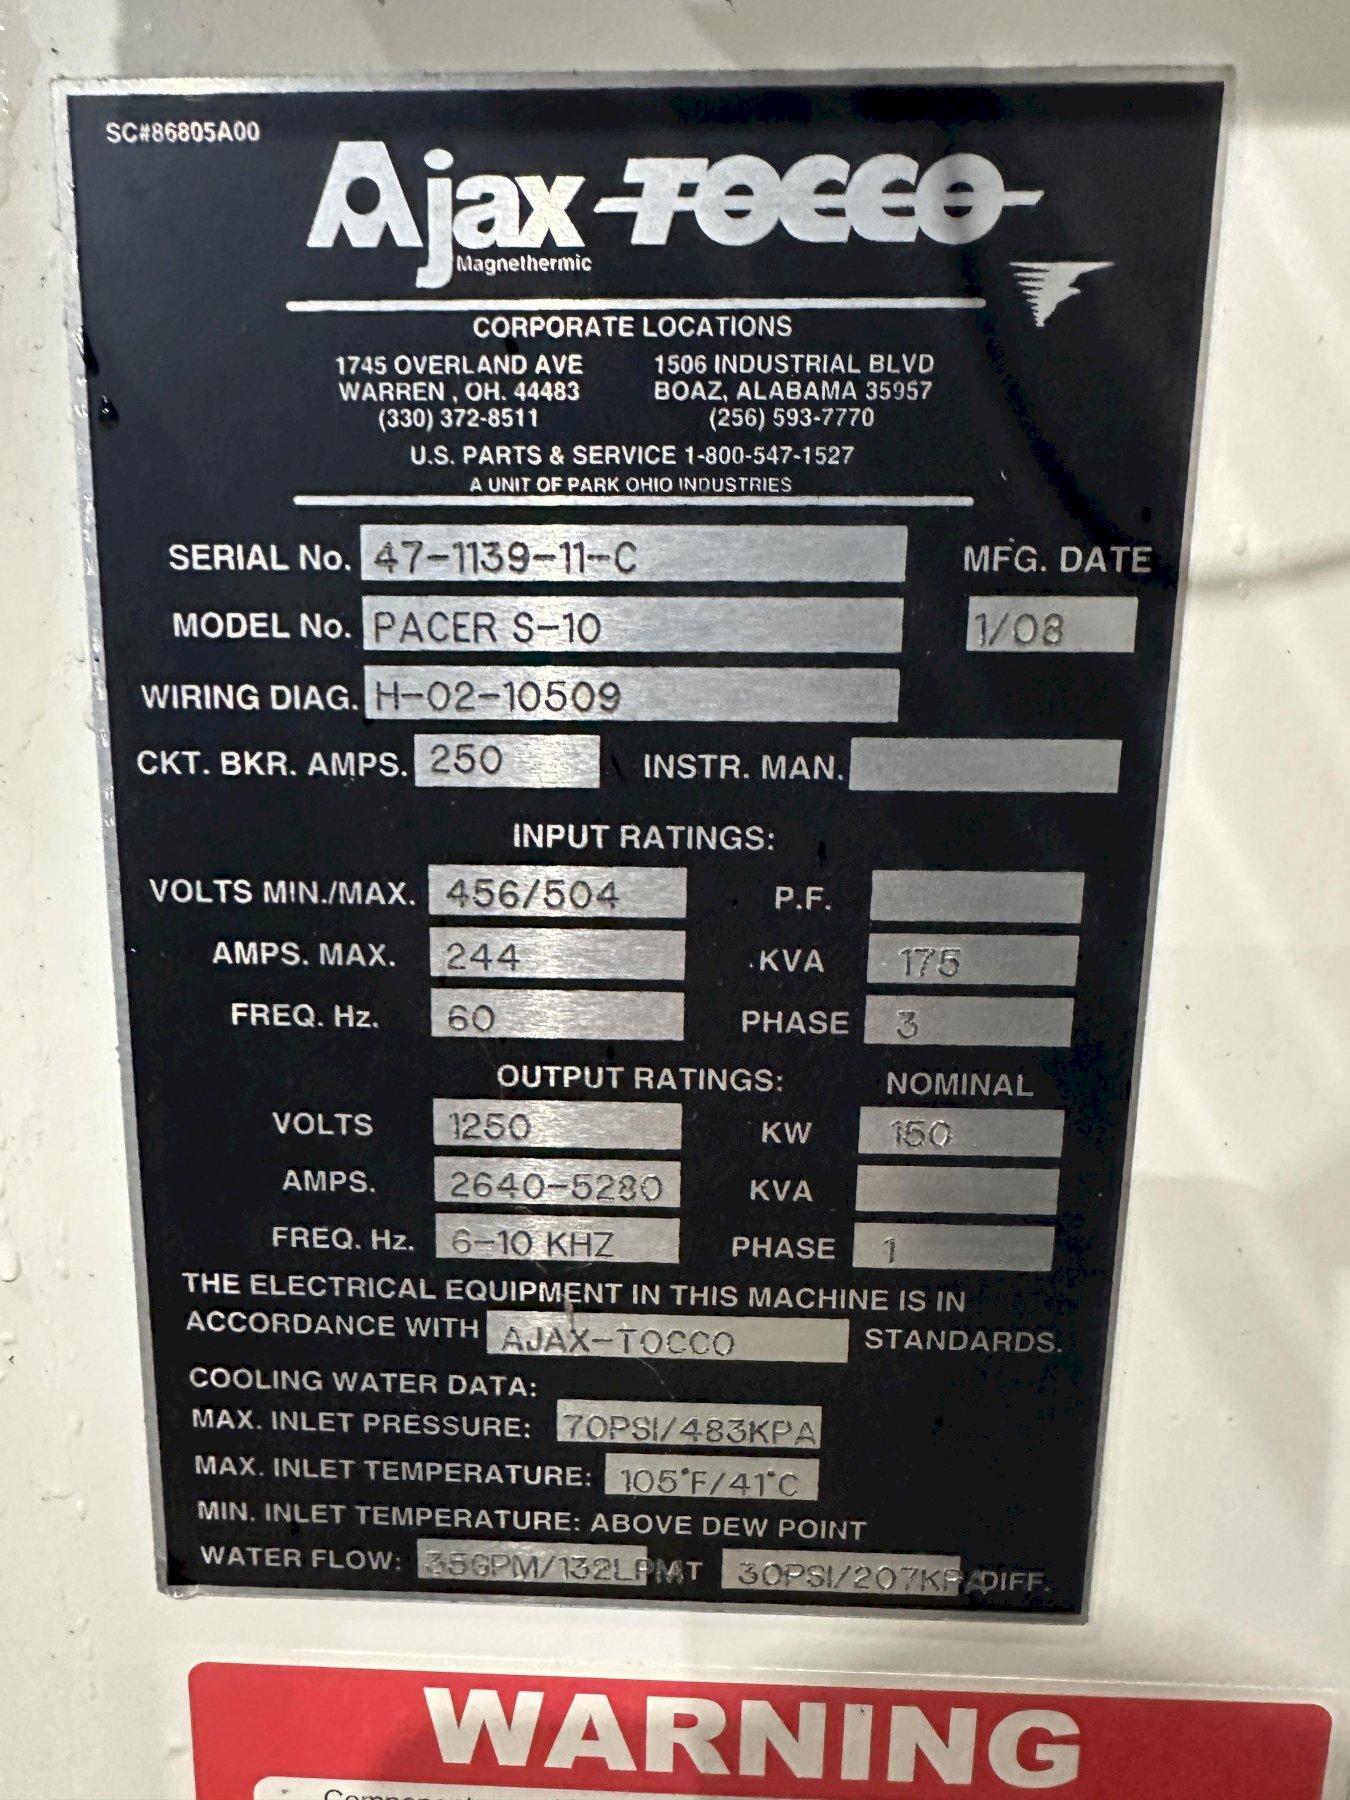 SC#86805A00
Ajax TOCCO
Magnethermic
CORPORATE LOCATIONS
1745 OVERLAND AVE 1506 INDUSTRIAL BLVD
WARREN , OH. 44483 BOAZ, ALABAMA 35957
(330) 372-8511 (256) 593-7770
U.S. PARTS & SERVICE 1-800-547-1527
A UNIT OF PARK OHIO INDUSTRIES
SERIAL No. 47-1139-11-C MFG. DATE
MODEL No. PACER S-10 1/08
WIRING DIAG. H-02-10509
CKT. BKR. AMPS. 250 INSTR. MAN.
INPUT RATINGS:
VOLTS MIN./MAX. 456/504 P.F.
AMPS. MAX. 244 KVA 175
FREQ. Hz. 60 PHASE 3
OUTPUT RATINGS: NOMINAL
VOLTS 1250 KW 150
AMPS. 2640-5280 KVA
FREQ. Hz. 6-10 KHZ PHASE 1
THE ELECTRICAL EQUIPMENT IN THIS MACHINE IS IN
ACCORDANCE WITH AJAX-TOCCO STANDARDS.
COOLING WATER DATA:
MAX. INLET PRESSURE: 70PSI/483KPA
MAX. INLET TEMPERATURE: 105°F/41°C
MIN. INLET TEMPERATURE: ABOVE DEW POINT
WATER FLOW: 35GPM/132LPM T 30PSI/207KPA DIFF.
WARNING